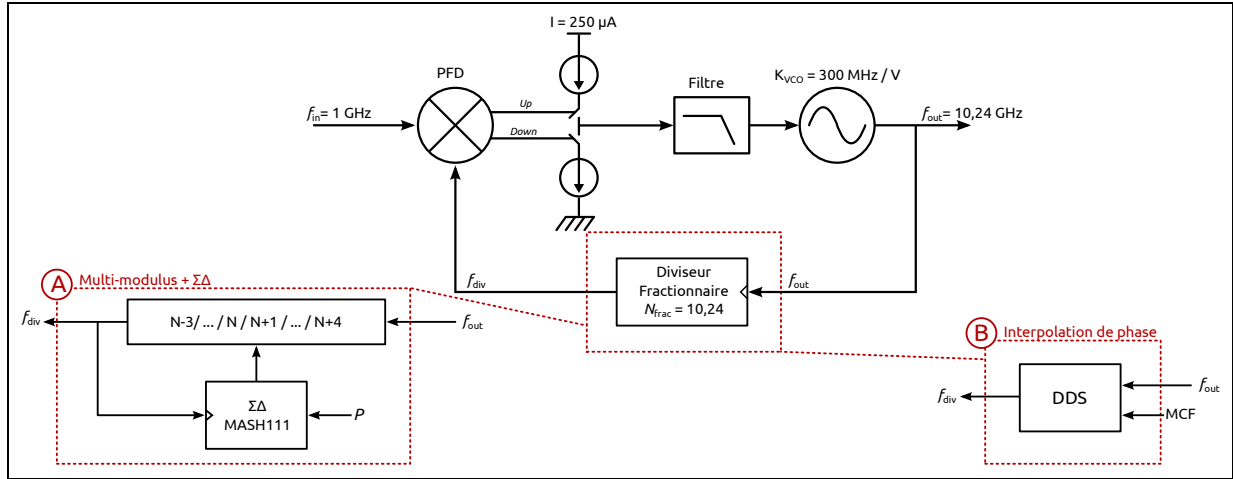 I = 250 µA
PFD
K_VCO = 300 MHz / V
Filtre
Up
f_in= 1 GHz
f_out= 10,24 GHz
Down
A
Multi-modulus + ΣΔ
Diviseur
Fractionnaire
N_frac = 10,24
f_div
f_out
f_div
N-3/ ... / N / N+1 / ... / N+4
f_out
B
Interpolation de phase
ΣΔ
MASH111
P
f_div
DDS
f_out
MCF